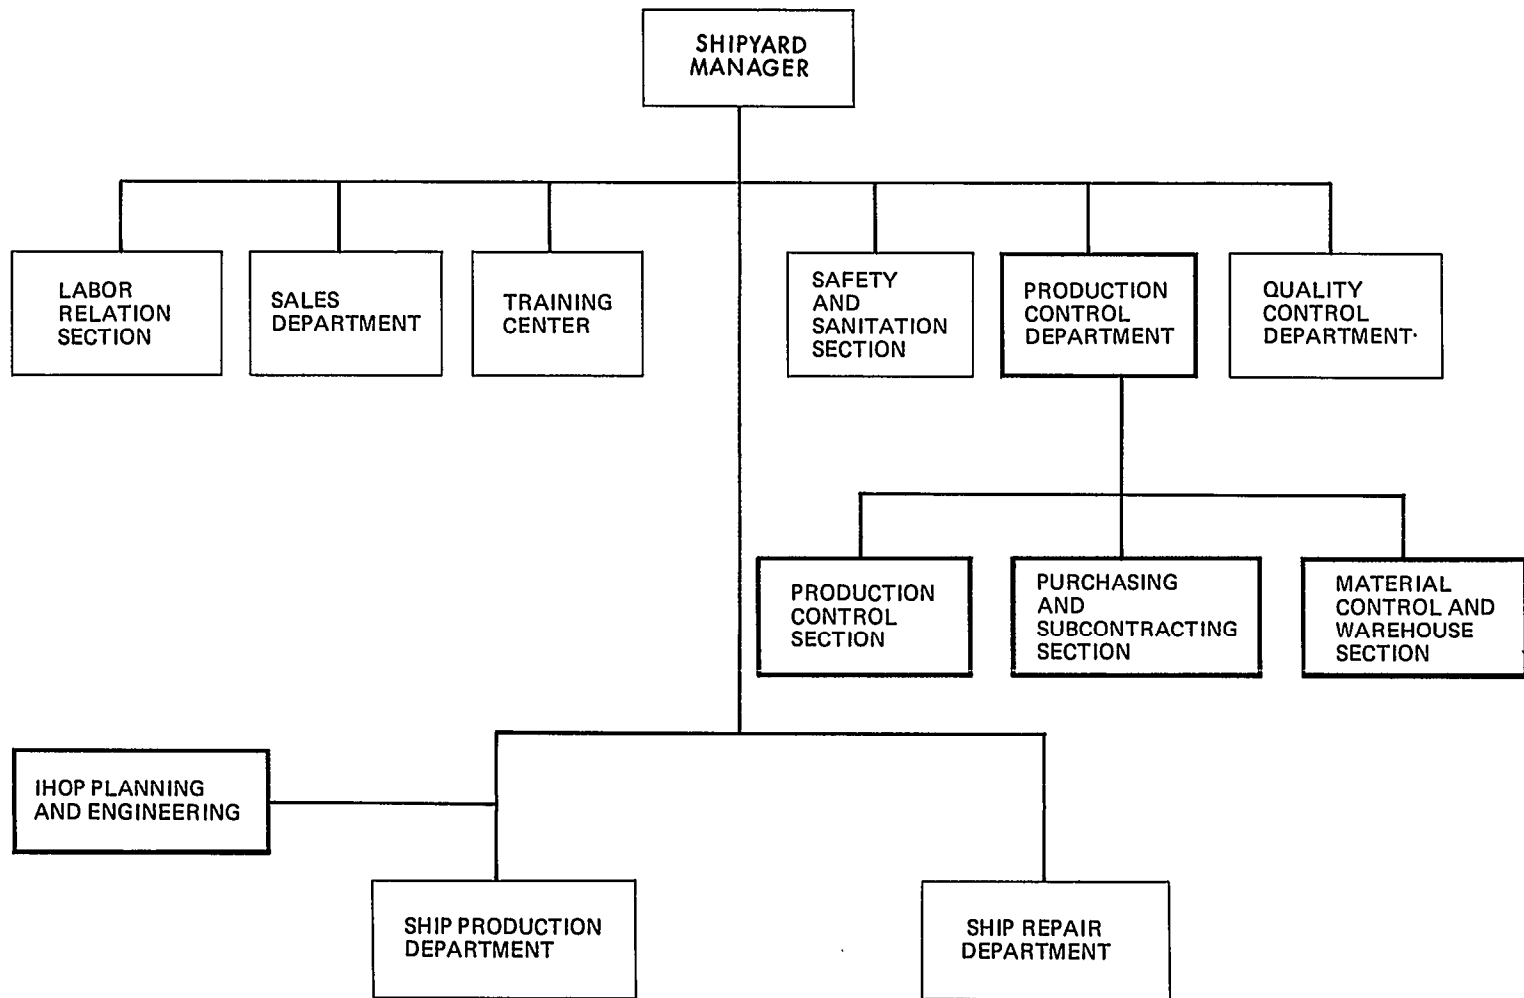 SHIPYARD
MANAGER
LABOR
RELATION
SECTION
SALES
DEPARTMENT
TRAINING
CENTER
SAFETY
AND
SANITATION
SECTION
PRODUCTION
CONTROL
DEPARTMENT
QUALITY
CONTROL
DEPARTMENT
PRODUCTION
CONTROL
SECTION
PURCHASING
AND
SUBCONTRACTING
SECTION
MATERIAL
CONTROL AND
WAREHOUSE
SECTION
IHOP PLANNING
AND ENGINEERING
SHIP PRODUCTION
DEPARTMENT
SHIP REPAIR
DEPARTMENT